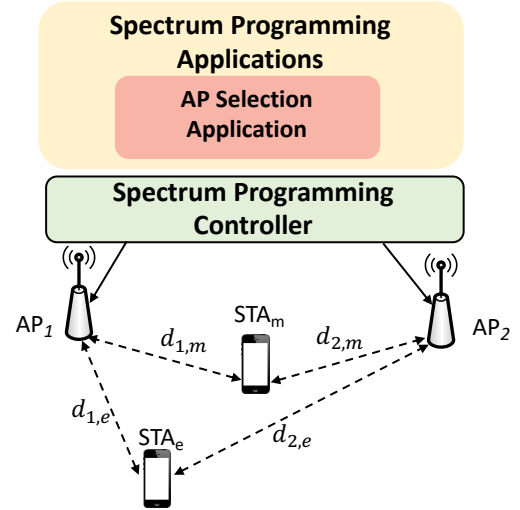 Spectrum Programming
Applications
AP Selection
Application
Spectrum Programming
Controller
AP1
STAm
AP2
d1,m
d2,m
d1,e
d2,e
STAe